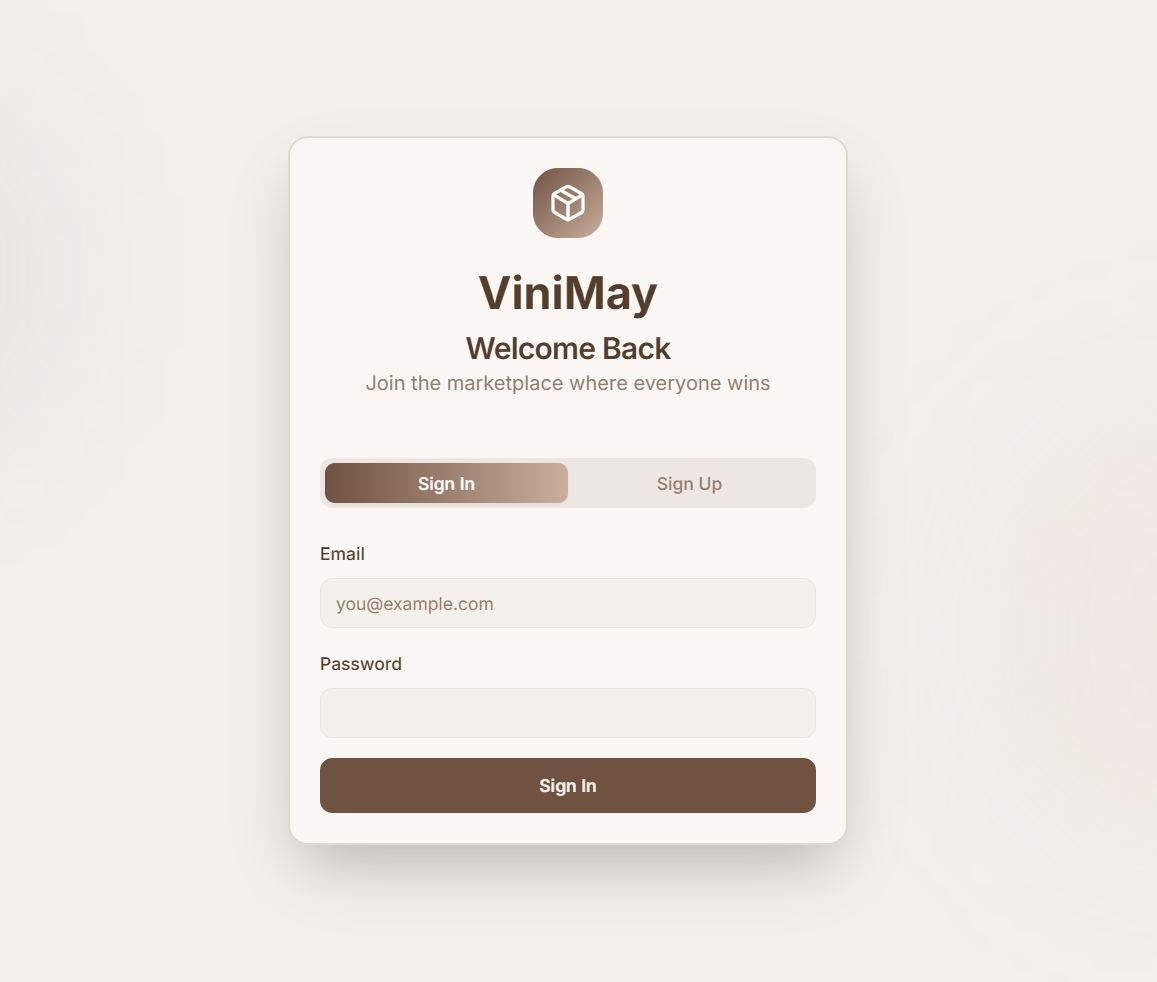 ViniMay
Welcome Back
Join the marketplace where everyone wins
Sign In
Sign Up
Email
you@example.com
Password
Sign In